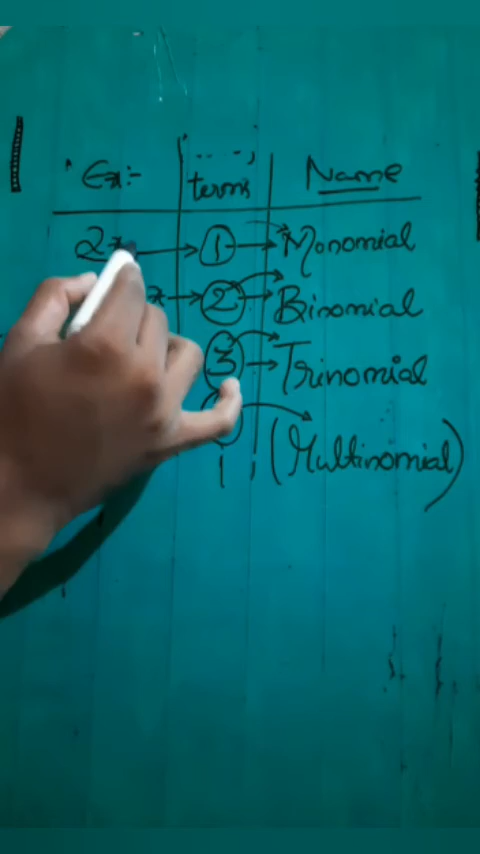 Ex:- terms Name
2x → 1 → Monomial
x → 2 → Binomial
3 → Trinomial
(Multinomial)